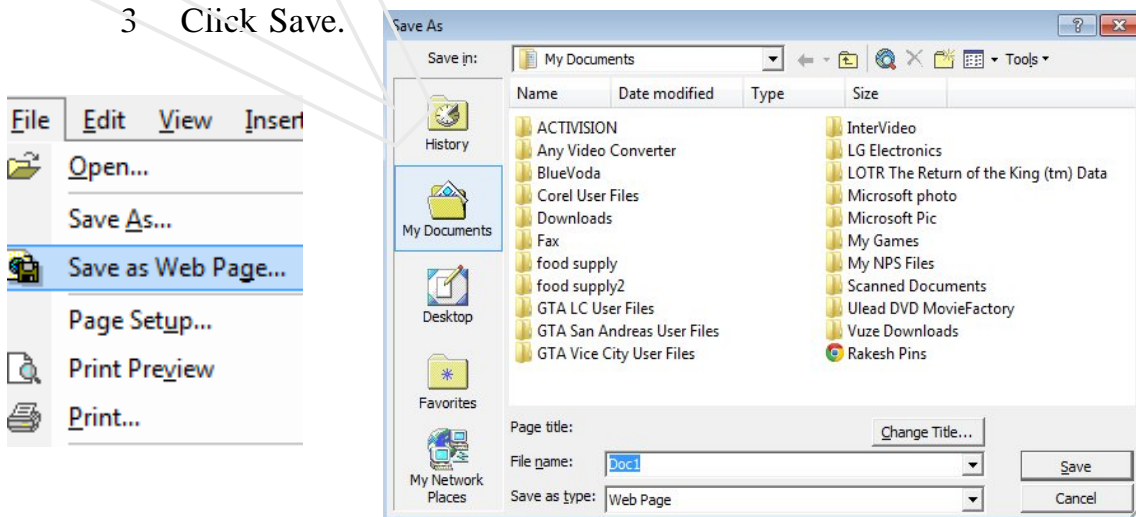 3 Click Save.
File Edit View Insert
Open...
Save As...
Save as Web Page...
Page Setup...
Print Preview
Print...
Save As
Save in: My Documents Tools
Name Date modified Type Size
History
My Documents
Desktop
Favorites
My Network
Places
ACTIVISION
Any Video Converter
BlueVoda
Corel User Files
Downloads
Fax
food supply
food supply2
GTA LC User Files
GTA San Andreas User Files
GTA Vice City User Files
InterVideo
LG Electronics
LOTR The Return of the King (tm) Data
Microsoft photo
Microsoft Pic
My Games
My NPS Files
Scanned Documents
Ulead DVD MovieFactory
Vuze Downloads
Rakesh Pins
Page title: Change Title...
File name: Doc1 Save
Save as type: Web Page Cancel